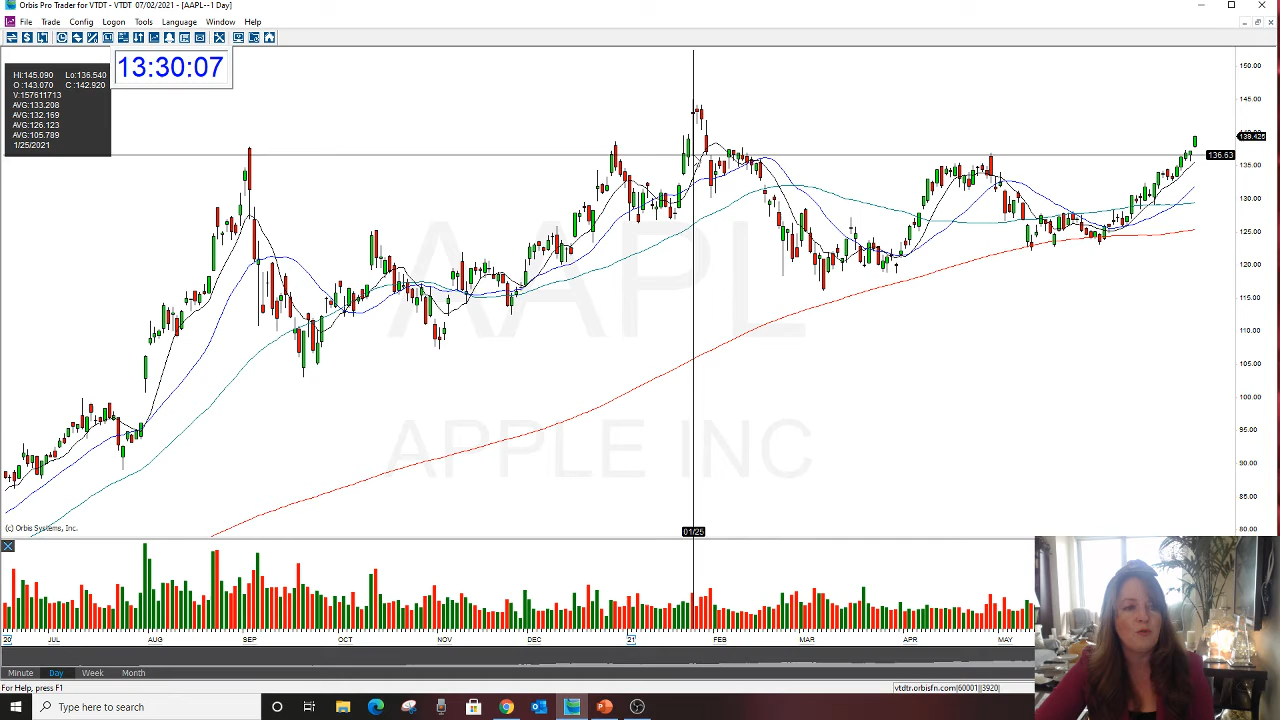 Orbis Pro Trader for VTDT - VTDT 07/02/2021 - [AAPL--1 Day]
File Trade Config Logon Tools Language Window Help
13:30:07
Hi:145.090 Lo:136.540
O :143.070 C :142.920
V:157611713
AVG:133.208
AVG:132.169
AVG:126.123
AVG:105.789
1/25/2021
150.00
145.00
139.425
136.63
135.00
130.00
125.00
120.00
115.00
110.00
105.00
100.00
95.00
90.00
85.00
80.00
AAPL
APPLE INC
(c) Orbis Systems, Inc.
01/25
20 JUL AUG SEP OCT NOV DEC 21 FEB MAR APR MAY
Minute Day Week Month
For Help, press F1
vtdtr.orbisfn.com|60001||3920|
Type here to search